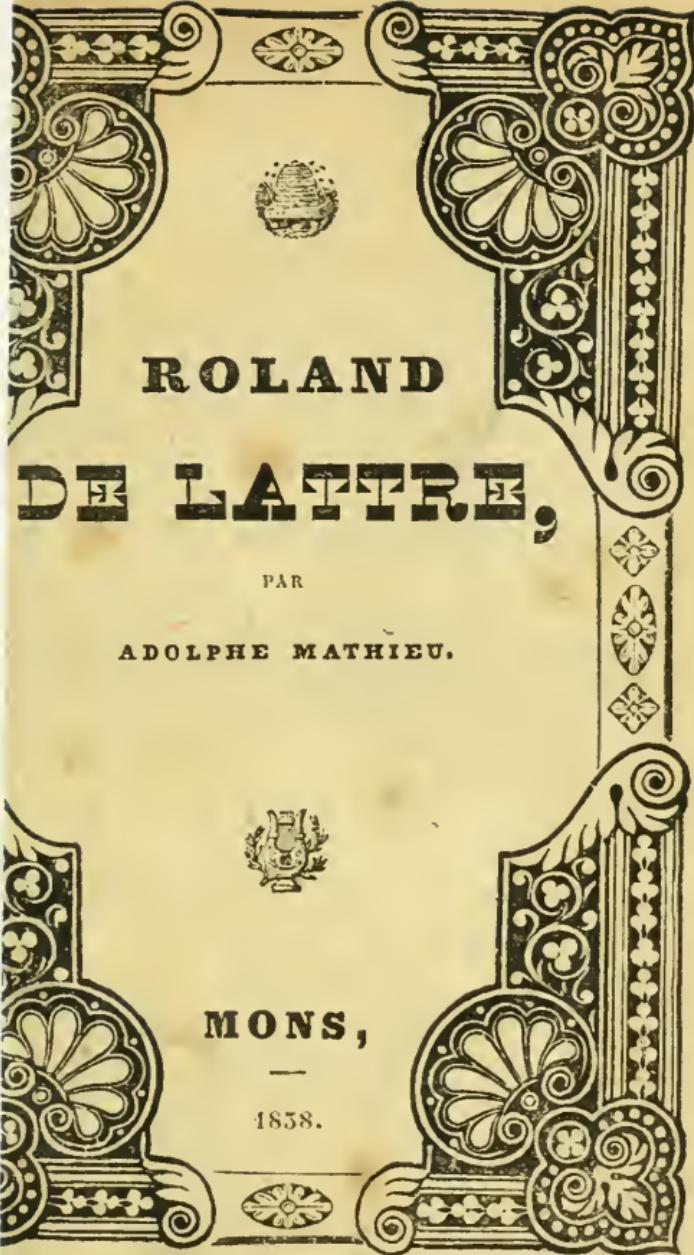 ROLAND
DE LATTRE,
PAR
ADOLPHE MATHIEU.
MONS,
1838.